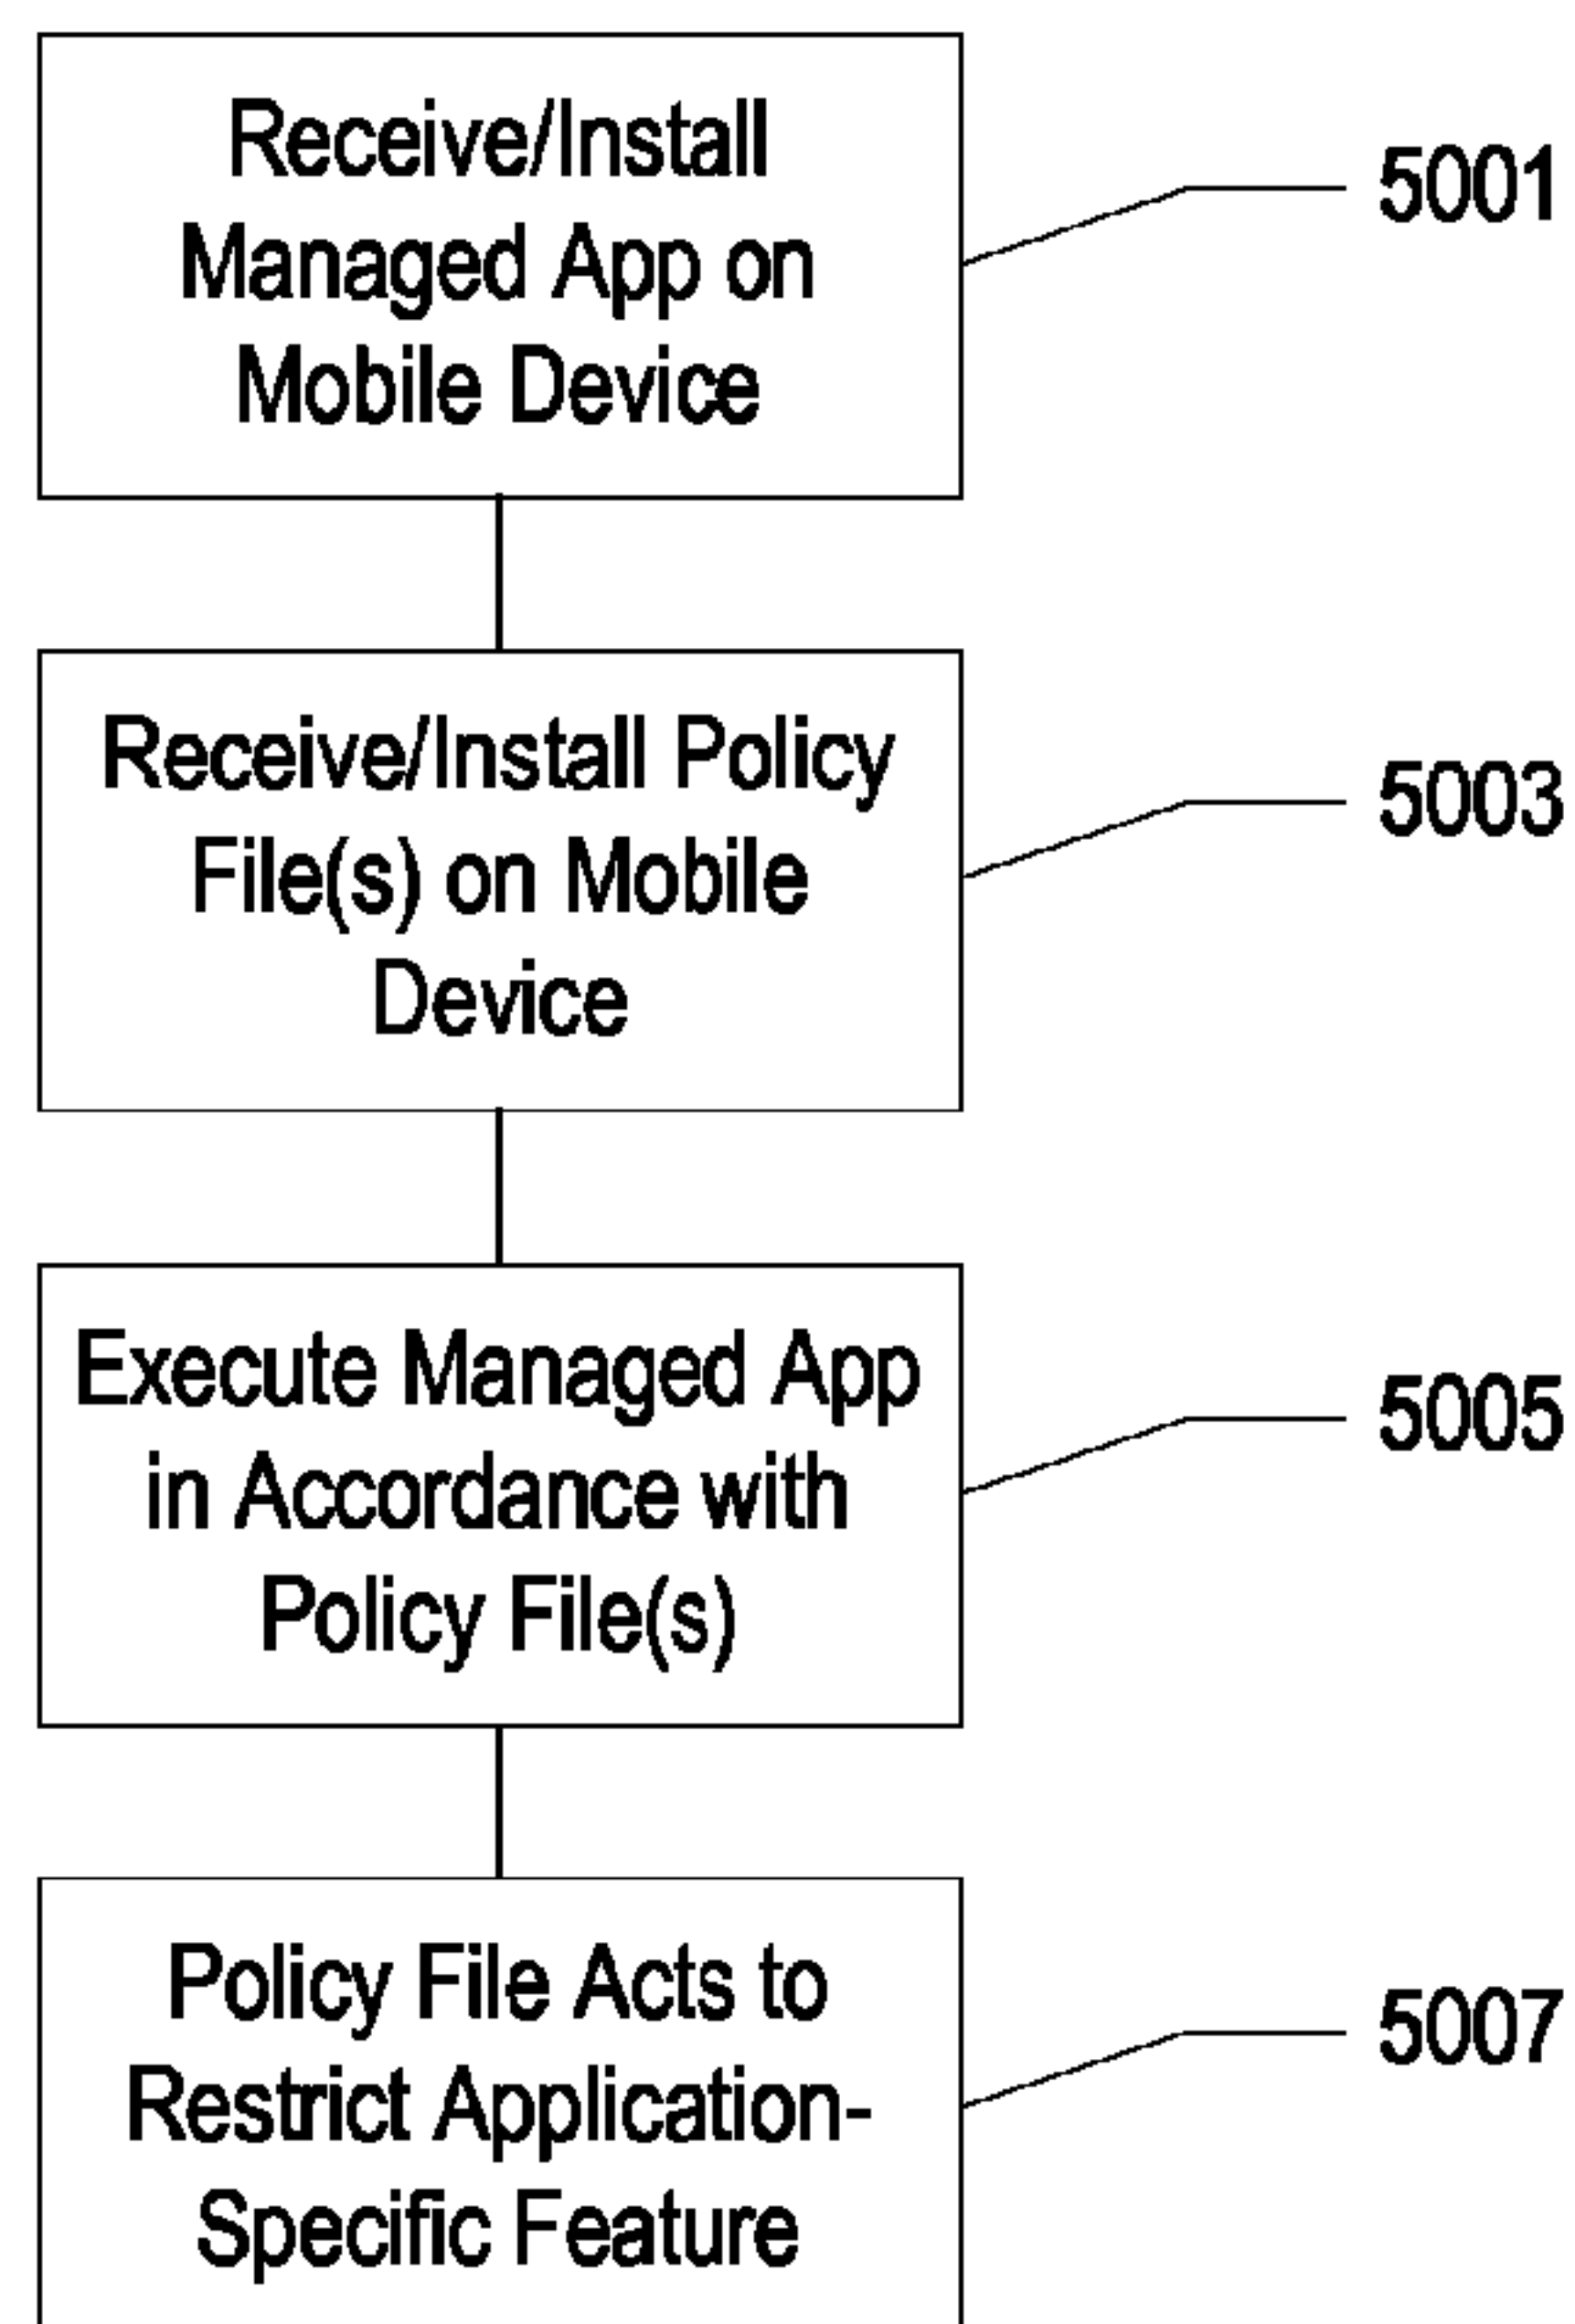 Receive/Install
Managed App on
Mobile Device
5001
Receive/Install Policy
File(s) on Mobile
Device
5003
Execute Managed App
in Accordance with
Policy File(s)
5005
Policy File Acts to
Restrict Application-
Specific Feature
5007